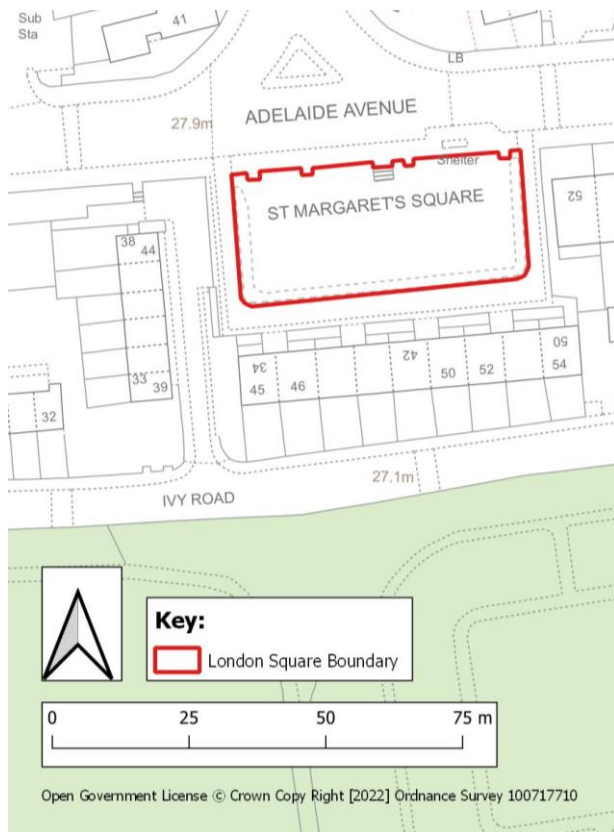 Sub
Sta
41
LB
ADELAIDE AVENUE
27.9m
Shelter
ST MARGARET'S SQUARE
52
38
44
34
42
50
45
46
50
52
54
33
39
32
27.1m
IVY ROAD
Key:
London Square Boundary
0
25
50
75 m
Open Government License © Crown Copy Right [2022] Ordnance Survey 100717710